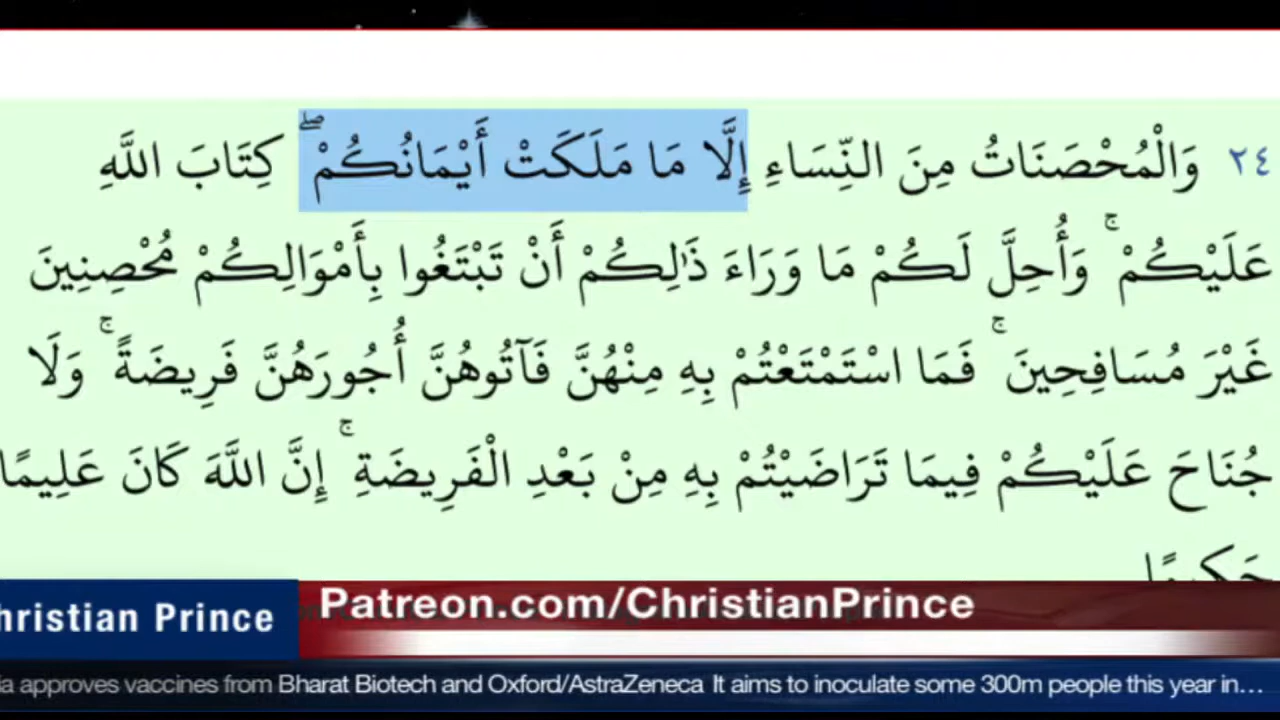 ٢٤ وَالْمُحْصَنَاتُ مِنَ النِّسَاءِ إِلَّا مَا مَلَكَتْ أَيْمَانُكُمْ ۖ كِتَابَ اللَّهِ
عَلَيْكُمْ ۚ وَأُحِلَّ لَكُمْ مَا وَرَاءَ ذَٰلِكُمْ أَنْ تَبْتَغُوا بِأَمْوَالِكُمْ مُحْصِنِينَ
غَيْرَ مُسَافِحِينَ ۚ فَمَا اسْتَمْتَعْتُمْ بِهِ مِنْهُنَّ فَآتُوهُنَّ أُجُورَهُنَّ فَرِيضَةً ۚ وَلَا
جُنَاحَ عَلَيْكُمْ فِيمَا تَرَاضَيْتُمْ بِهِ مِنْ بَعْدِ الْفَرِيضَةِ ۚ إِنَّ اللَّهَ كَانَ عَلِيمًا
حَكِيمًا
hristian Prince
Patreon.com/ChristianPrince
ia approves vaccines from Bharat Biotech and Oxford/AstraZeneca It aims to inoculate some 300m people this year in...